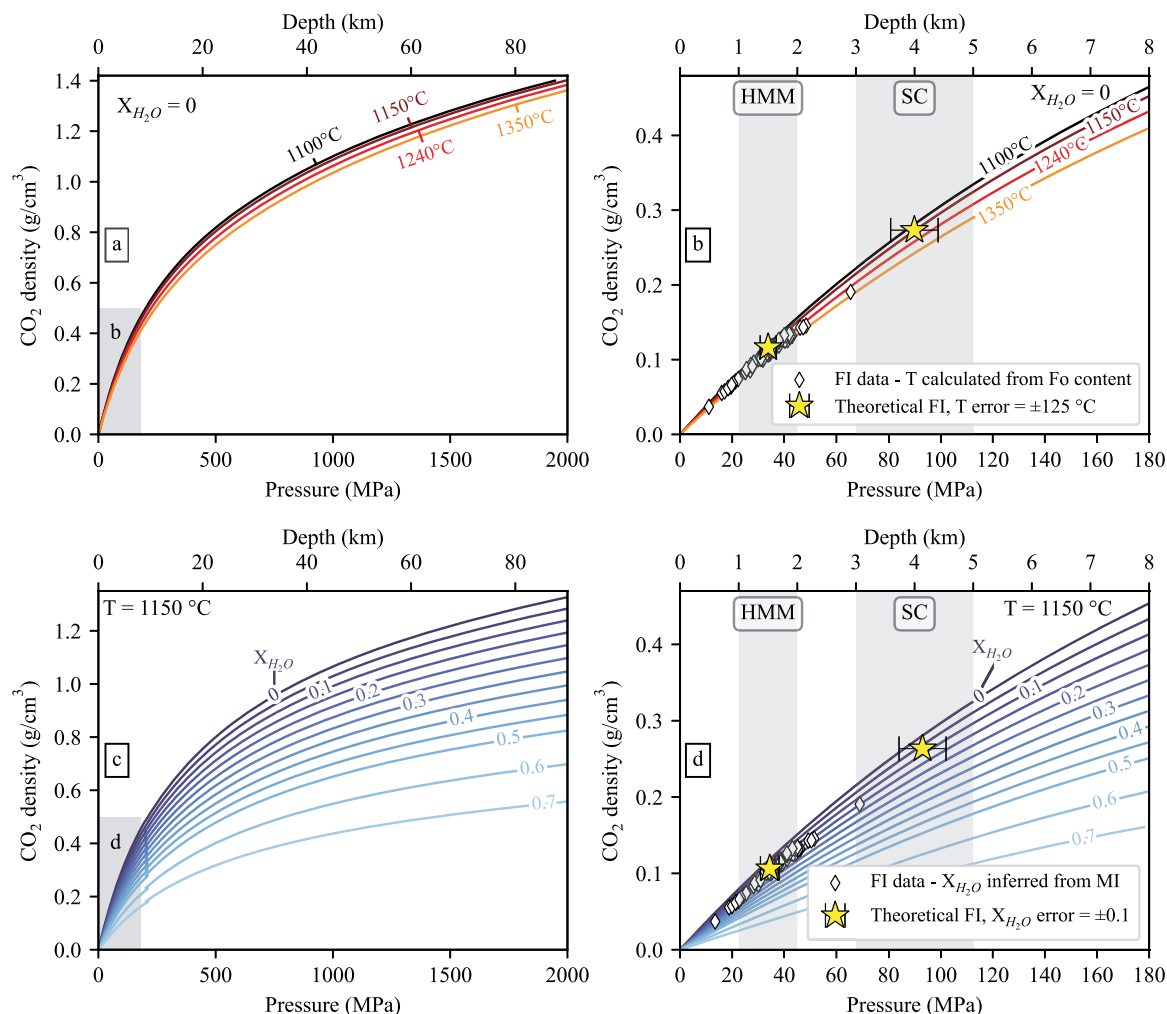 Depth (km)
0 20 40 60 80
X_{H_2O} = 0
1100°C
1150°C
1240°C
1350°C
a
b
CO_2 density (g/cm^3)
0.0
0.2
0.4
0.6
0.8
1.0
1.2
1.4
0 500 1000 1500 2000
Pressure (MPa)
Depth (km)
0 1 2 3 4 5 6 7 8
HMM
SC
X_{H_2O} = 0
1100°C
1150°C
1240°C
1350°C
b
CO_2 density (g/cm^3)
0.0
0.1
0.2
0.3
0.4
FI data - T calculated from Fo content
Theoretical FI, T error = ±125 °C
0 20 40 60 80 100 120 140 160 180
Pressure (MPa)
Depth (km)
0 20 40 60 80
T = 1150 °C
X_{H_2O}
0
0.1
0.2
0.3
0.4
0.5
0.6
0.7
c
d
CO_2 density (g/cm^3)
0.0
0.2
0.4
0.6
0.8
1.0
1.2
0 500 1000 1500 2000
Pressure (MPa)
Depth (km)
0 1 2 3 4 5 6 7 8
HMM
SC
T = 1150 °C
X_{H_2O}
0
0.1
0.2
0.3
0.4
0.5
0.6
0.7
d
CO_2 density (g/cm^3)
0.0
0.1
0.2
0.3
0.4
FI data - X_{H_2O} inferred from MI
Theoretical FI, X_{H_2O} error = ±0.1
0 20 40 60 80 100 120 140 160 180
Pressure (MPa)